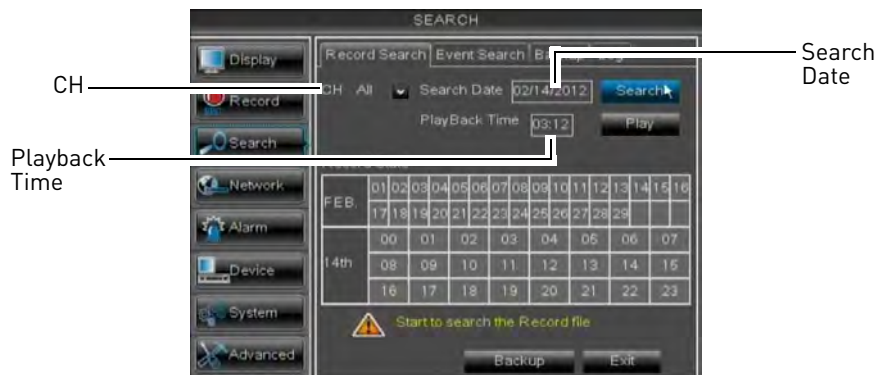 SEARCH
Display
Record
Search
Network
Alarm
Device
System
Advanced
Record Search Event Search
CH All Search Date 02/14/2012 Search
PlayBack Time 03:12 Play
FEB.
01 02 03 04 05 06 07 08 09 10 11 12 13 14 15 16
17 18 19 20 21 22 23 24 25 26 27 28 29
14th
00 01 02 03 04 05 06 07
08 09 10 11 12 13 14 15
16 17 18 19 20 21 22 23
Start to search the Record file
Backup Exit
CH
Playback
Time
Search
Date